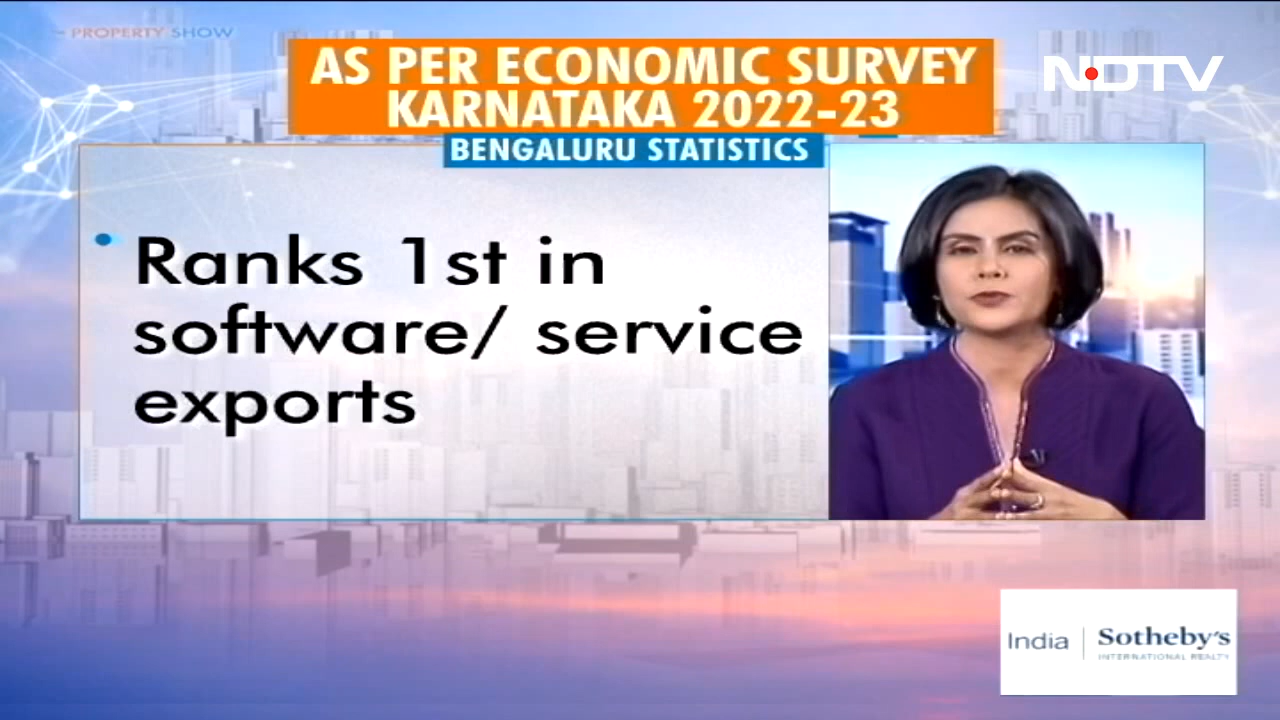 PROPERTY SHOW
AS PER ECONOMIC SURVEY
KARNATAKA 2022-23
NDTV
BENGALURU STATISTICS
Ranks 1st in
software/ service
exports
India | Sotheby's
INTERNATIONAL REALTY